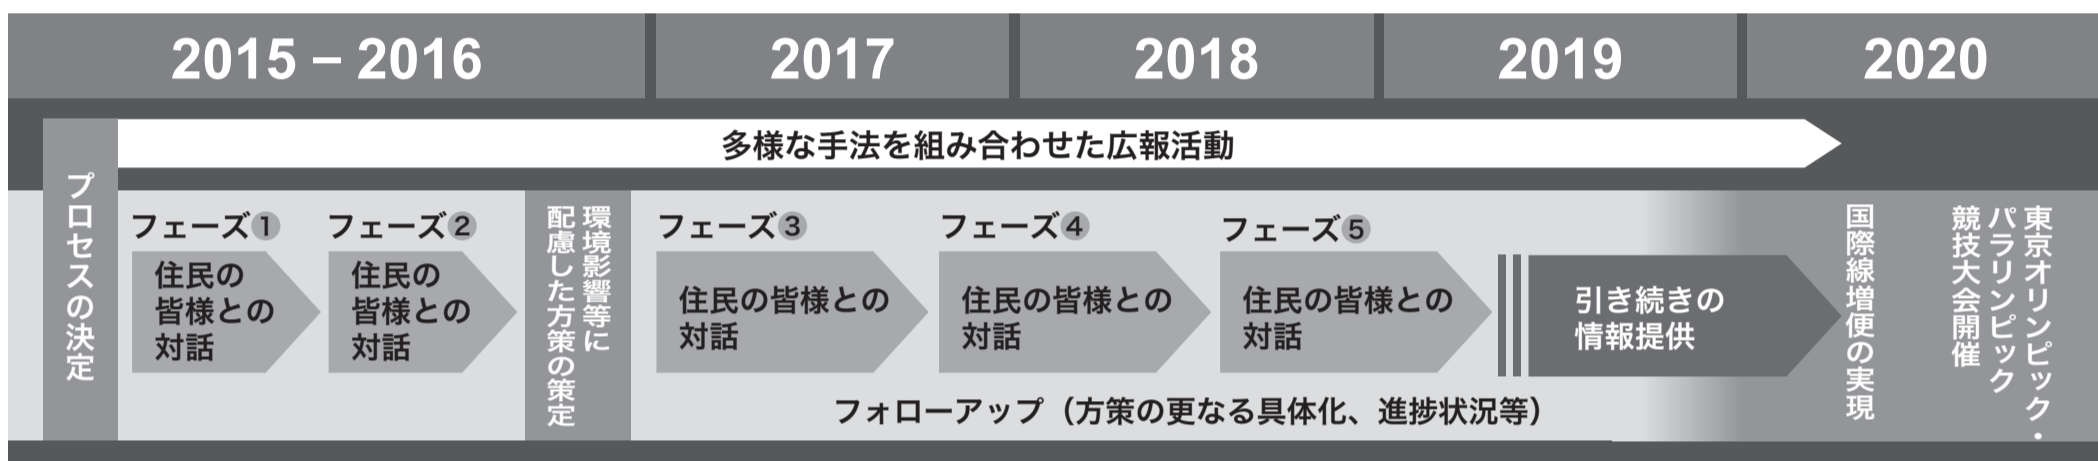 2015 – 2016
2017
2018
2019
2020
多様な手法を組み合わせた広報活動
プロセスの決定
フェーズ❶
住民の
皆様との
対話
フェーズ❷
住民の
皆様との
対話
環境影響等に
配慮した方策の策定
フェーズ❸
住民の皆様との
対話
フェーズ❹
住民の皆様との
対話
フェーズ❺
住民の皆様との
対話
引き続きの
情報提供
フォローアップ（方策の更なる具体化、進捗状況等）
国際線増便の実現
東京オリンピック・
パラリンピック
競技大会開催